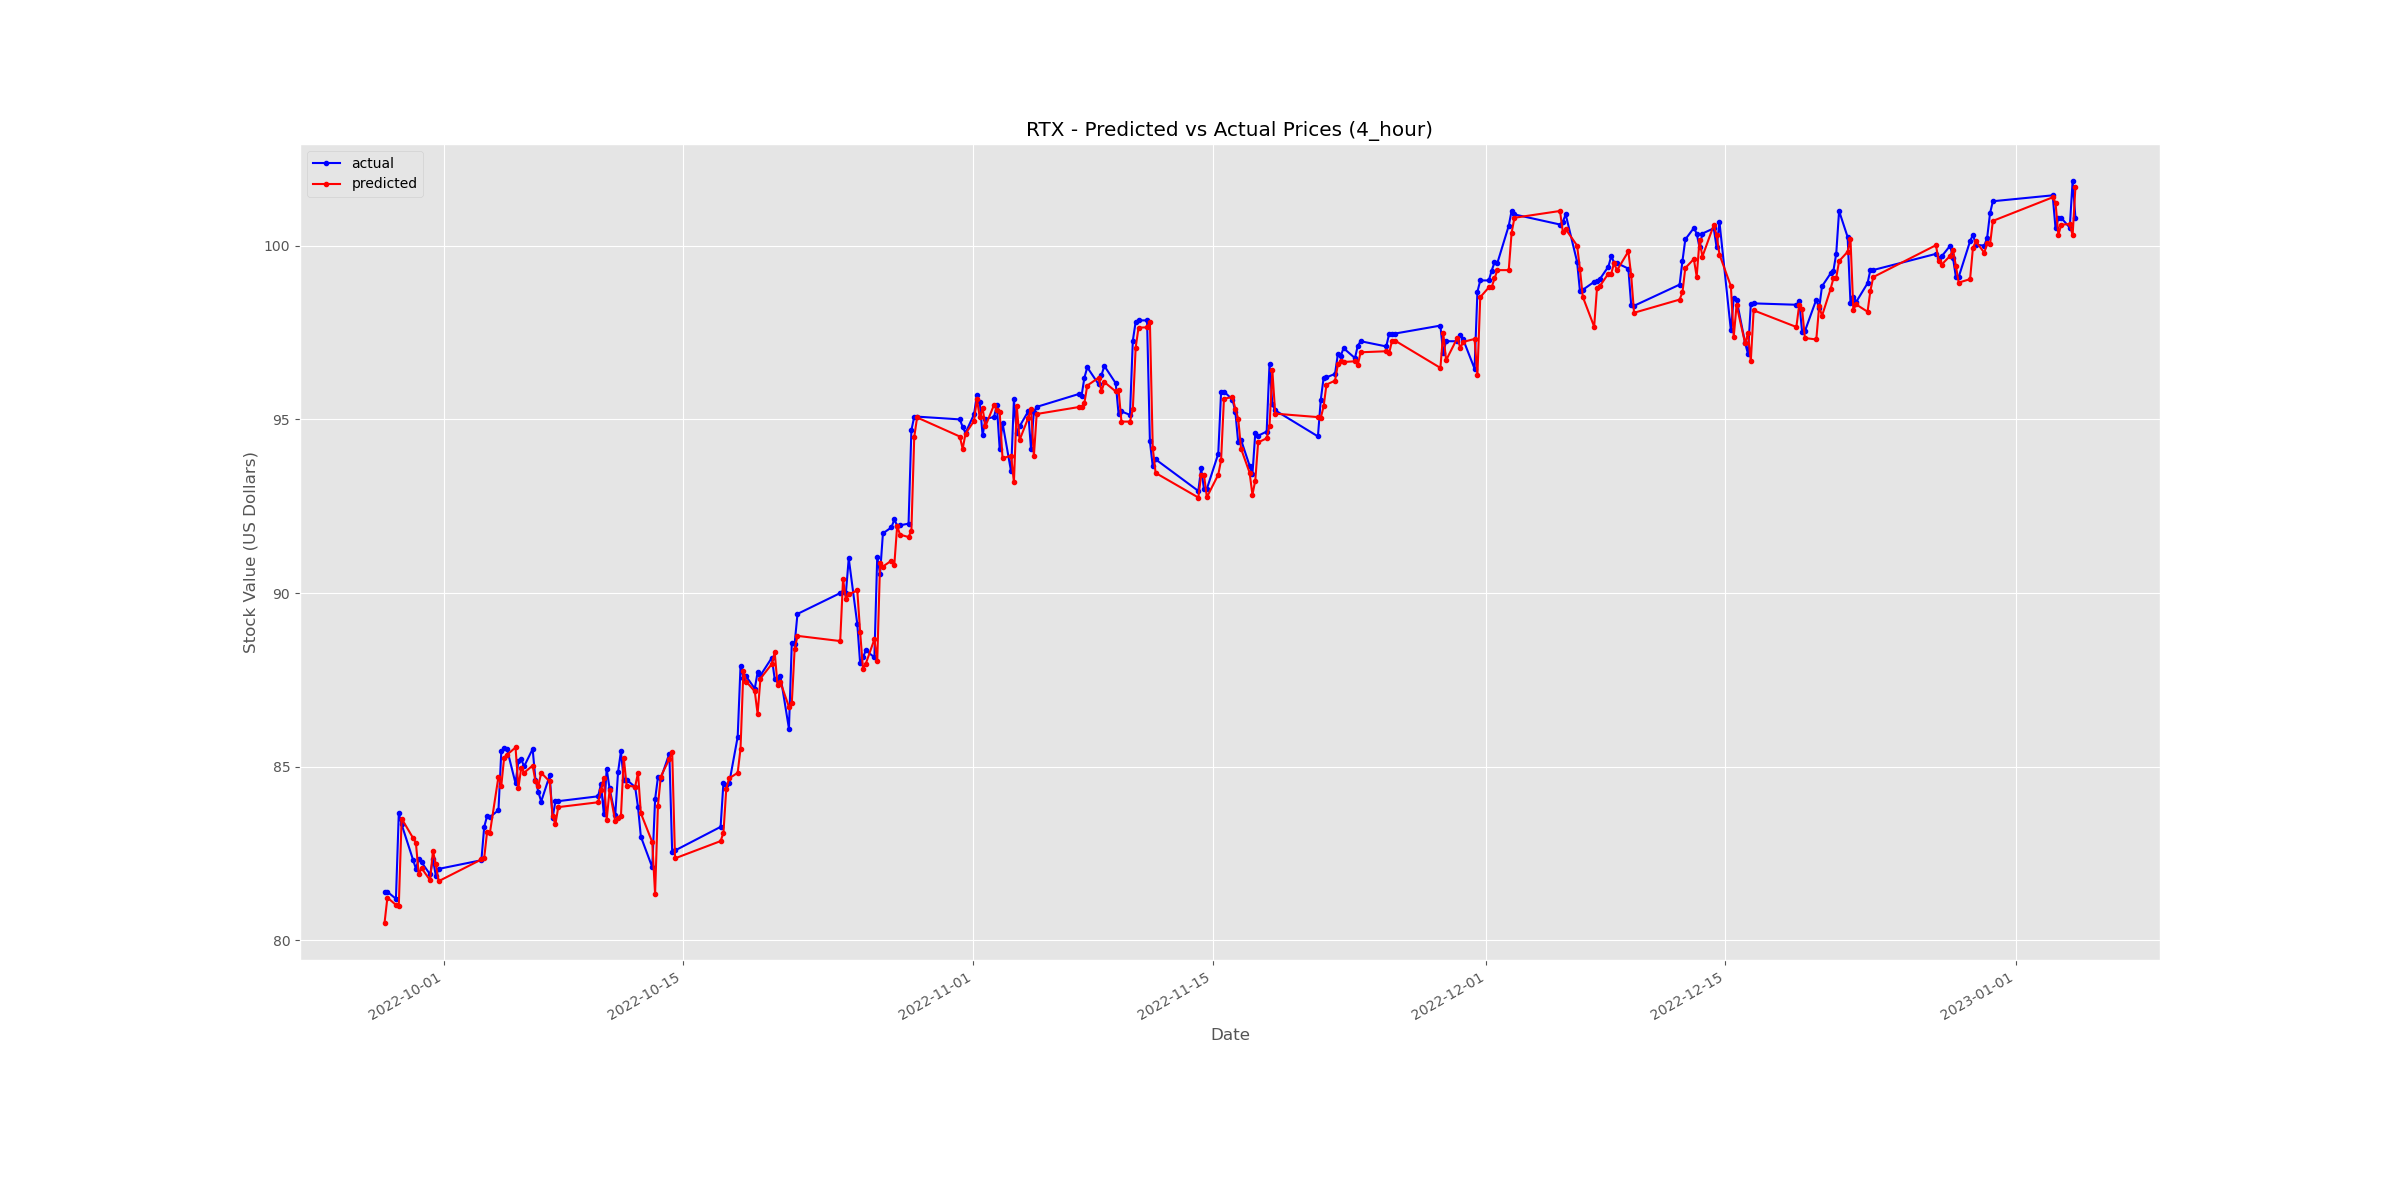 RTX - Predicted vs Actual Prices (4_hour)
actual
predicted
100
95
90
85
80
Stock Value (US Dollars)
2022-10-01
2022-10-15
2022-11-01
2022-11-15
2022-12-01
2022-12-15
2023-01-01
Date